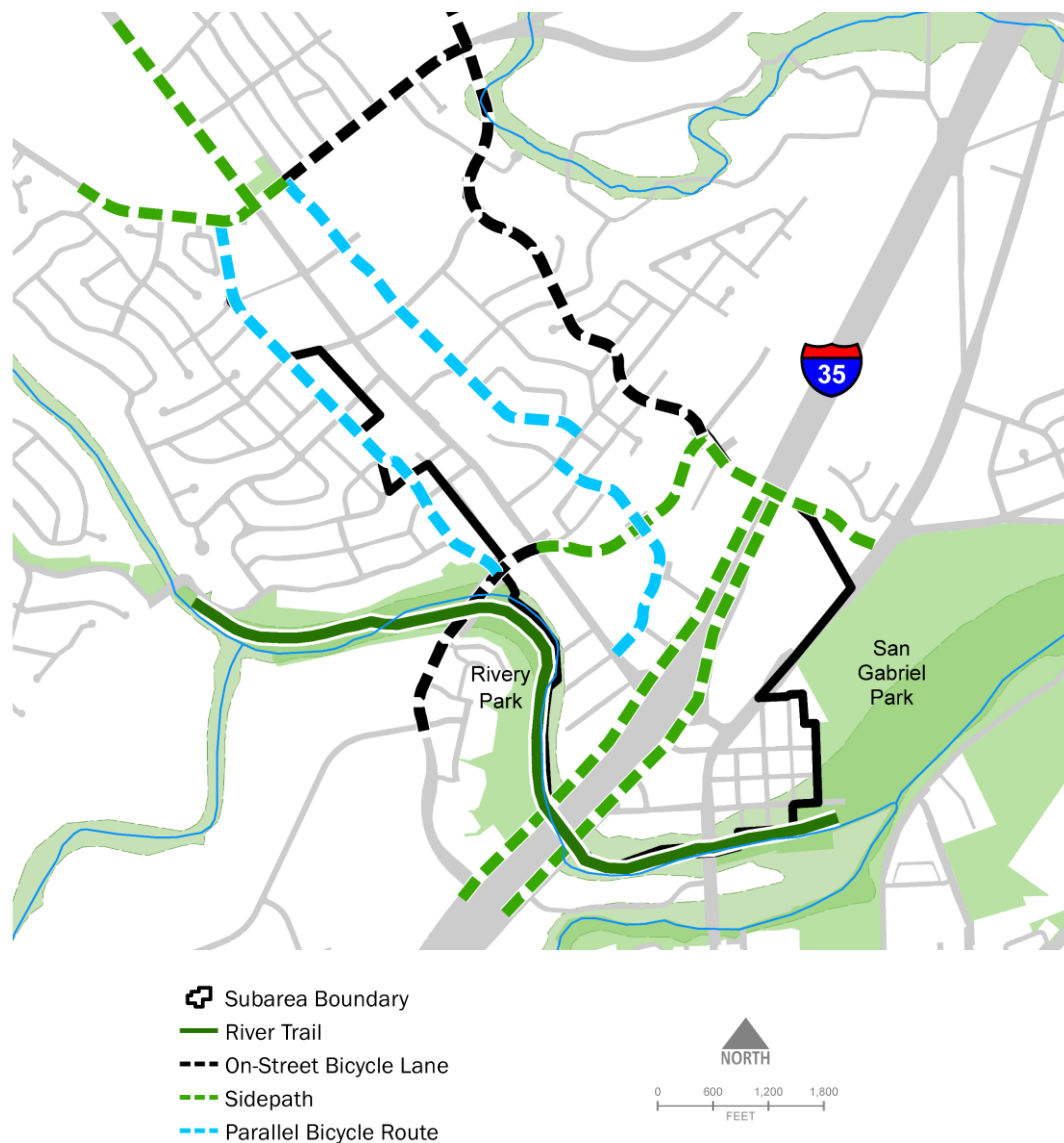 35
San
Gabriel
Park
Rivery
Park
Subarea Boundary
River Trail
On-Street Bicycle Lane
Sidepath
Parallel Bicycle Route
NORTH
0 600 1,200 1,800
FEET